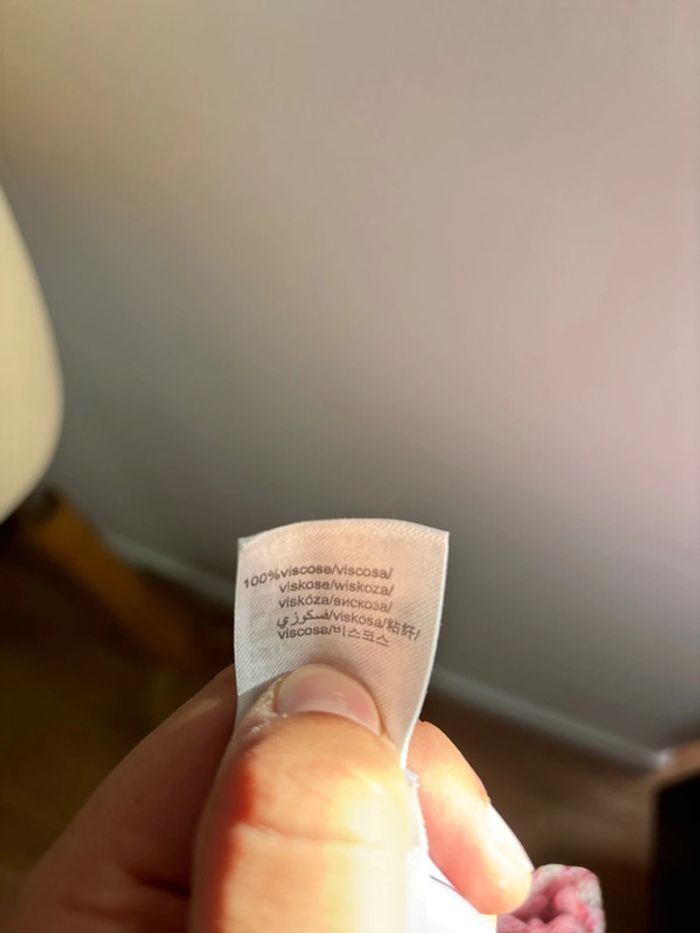 100%viscose/viscosa/
viskose/wiskoza/
viskóza/вискоза/
فسكوزي/viskosa/粘纤/
viscosa/비스코스